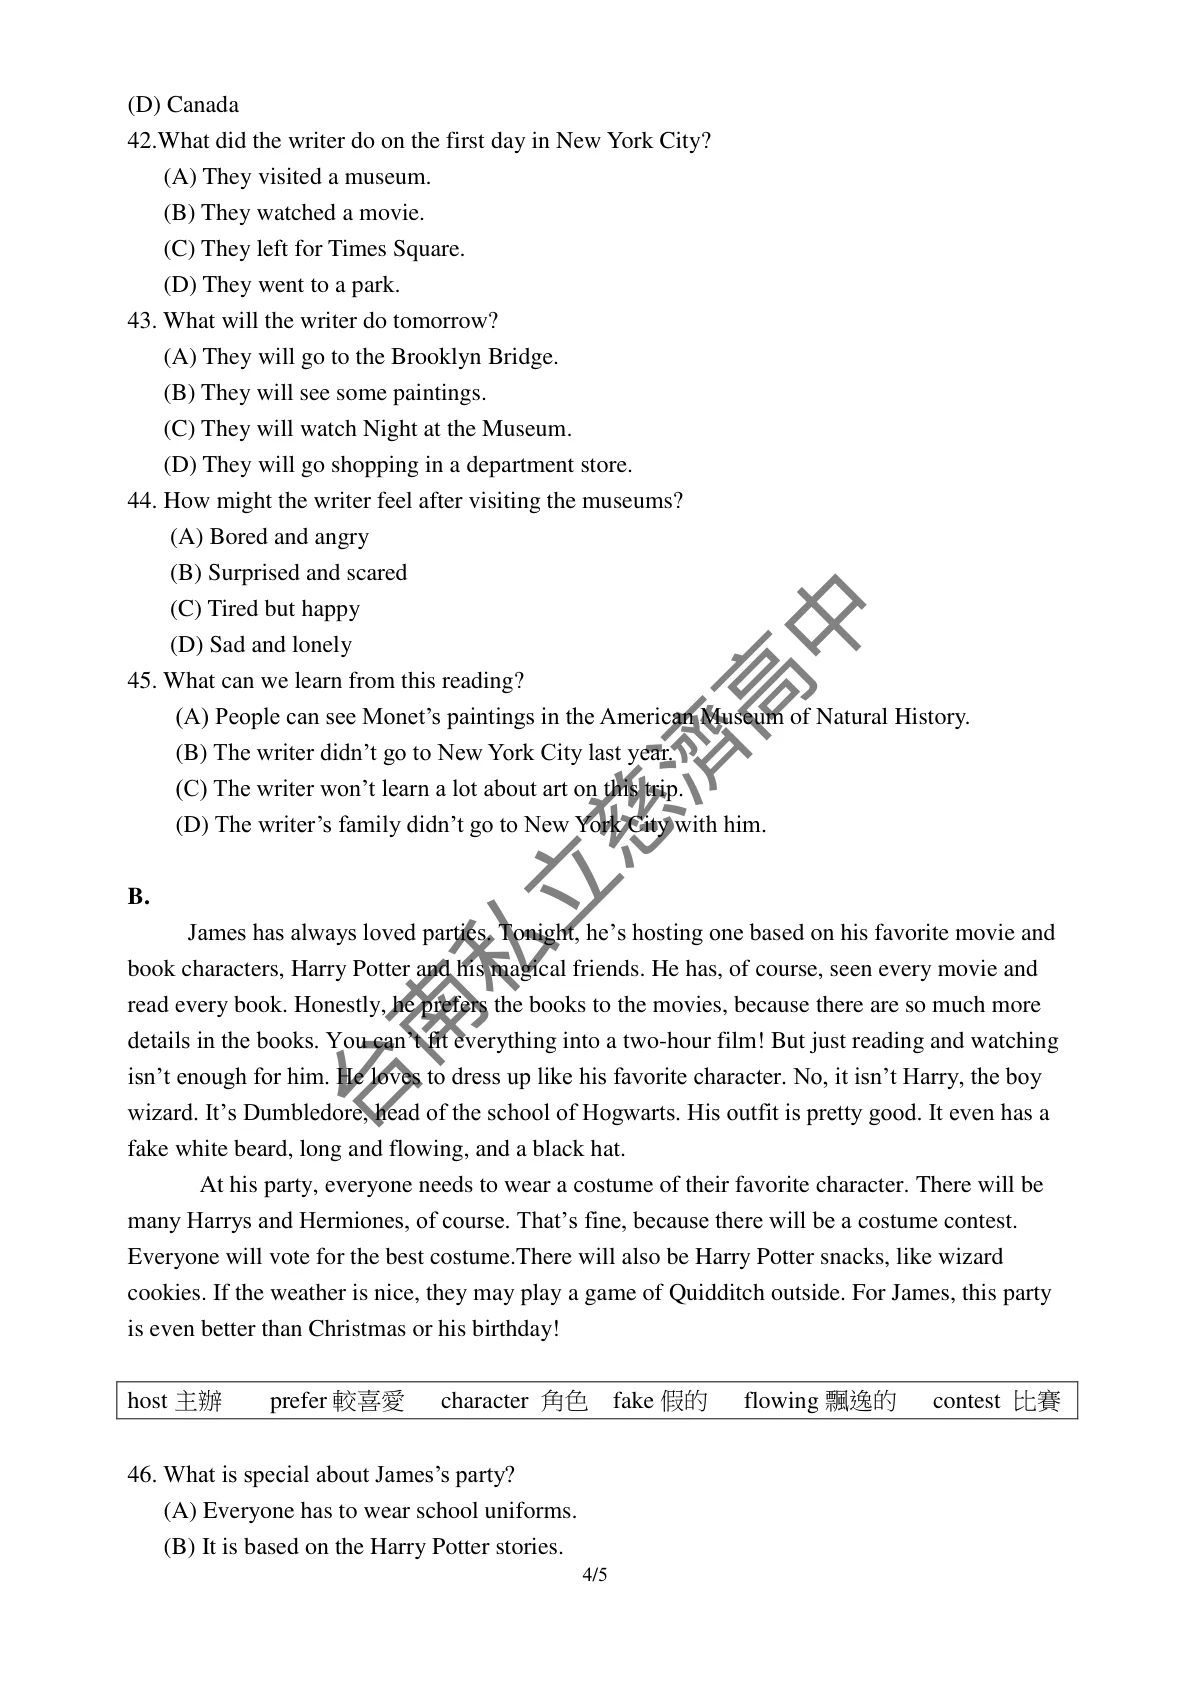 (D) Canada
42.What did the writer do on the first day in New York City?
(A) They visited a museum.
(B) They watched a movie.
(C) They left for Times Square.
(D) They went to a park.
43. What will the writer do tomorrow?
(A) They will go to the Brooklyn Bridge.
(B) They will see some paintings.
(C) They will watch Night at the Museum.
(D) They will go shopping in a department store.
44. How might the writer feel after visiting the museums?
(A) Bored and angry
(B) Surprised and scared
(C) Tired but happy
(D) Sad and lonely
45. What can we learn from this reading?
(A) People can see Monet’s paintings in the American Museum of Natural History.
(B) The writer didn’t go to New York City last year.
(C) The writer won’t learn a lot about art on this trip.
(D) The writer’s family didn’t go to New York City with him.
台南私立慈濟高中
B.
James has always loved parties. Tonight, he’s hosting one based on his favorite movie and
book characters, Harry Potter and his magical friends. He has, of course, seen every movie and
read every book. Honestly, he prefers the books to the movies, because there are so much more
details in the books. You can’t fit everything into a two-hour film! But just reading and watching
isn’t enough for him. He loves to dress up like his favorite character. No, it isn’t Harry, the boy
wizard. It’s Dumbledore, head of the school of Hogwarts. His outfit is pretty good. It even has a
fake white beard, long and flowing, and a black hat.
At his party, everyone needs to wear a costume of their favorite character. There will be
many Harrys and Hermiones, of course. That’s fine, because there will be a costume contest.
Everyone will vote for the best costume.There will also be Harry Potter snacks, like wizard
cookies. If the weather is nice, they may play a game of Quidditch outside. For James, this party
is even better than Christmas or his birthday!
host 主辦 prefer 較喜愛 character 角色 fake 假的 flowing 飄逸的 contest 比賽
46. What is special about James’s party?
(A) Everyone has to wear school uniforms.
(B) It is based on the Harry Potter stories.
4/5